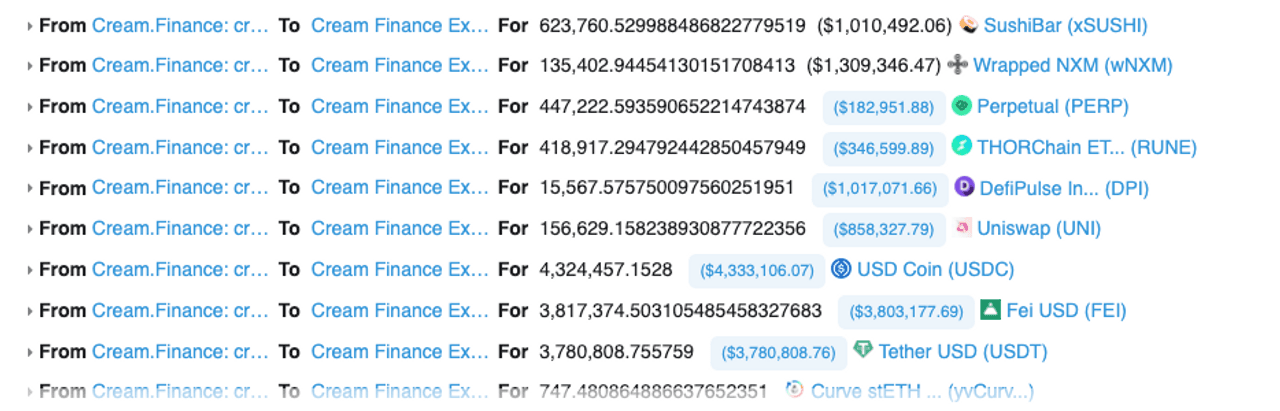 From Cream.Finance: cr... To Cream Finance Ex... For 623,760.529988486822779519 ($1,010,492.06) SushiBar (xSUSHI)
From Cream.Finance: cr... To Cream Finance Ex... For 135,402.94454130151708413 ($1,309,346.47) Wrapped NXM (wNXM)
From Cream.Finance: cr... To Cream Finance Ex... For 447,222.593590652214743874 ($182,951.88) Perpetual (PERP)
From Cream.Finance: cr... To Cream Finance Ex... For 418,917.294792442850457949 ($346,599.89) THORChain ET... (RUNE)
From Cream.Finance: cr... To Cream Finance Ex... For 15,567.575750097560251951 ($1,017,071.66) DefiPulse In... (DPI)
From Cream.Finance: cr... To Cream Finance Ex... For 156,629.158238930877722356 ($858,327.79) Uniswap (UNI)
From Cream.Finance: cr... To Cream Finance Ex... For 4,324,457.1528 ($4,333,106.07) USD Coin (USDC)
From Cream.Finance: cr... To Cream Finance Ex... For 3,817,374.503105485458327683 ($3,803,177.69) Fei USD (FEI)
From Cream.Finance: cr... To Cream Finance Ex... For 3,780,808.755759 ($3,780,808.76) Tether USD (USDT)
From Cream.Finance: cr... To Cream Finance Ex... For 747.480864886637652351 Curve stETH ... (yvCurv...)